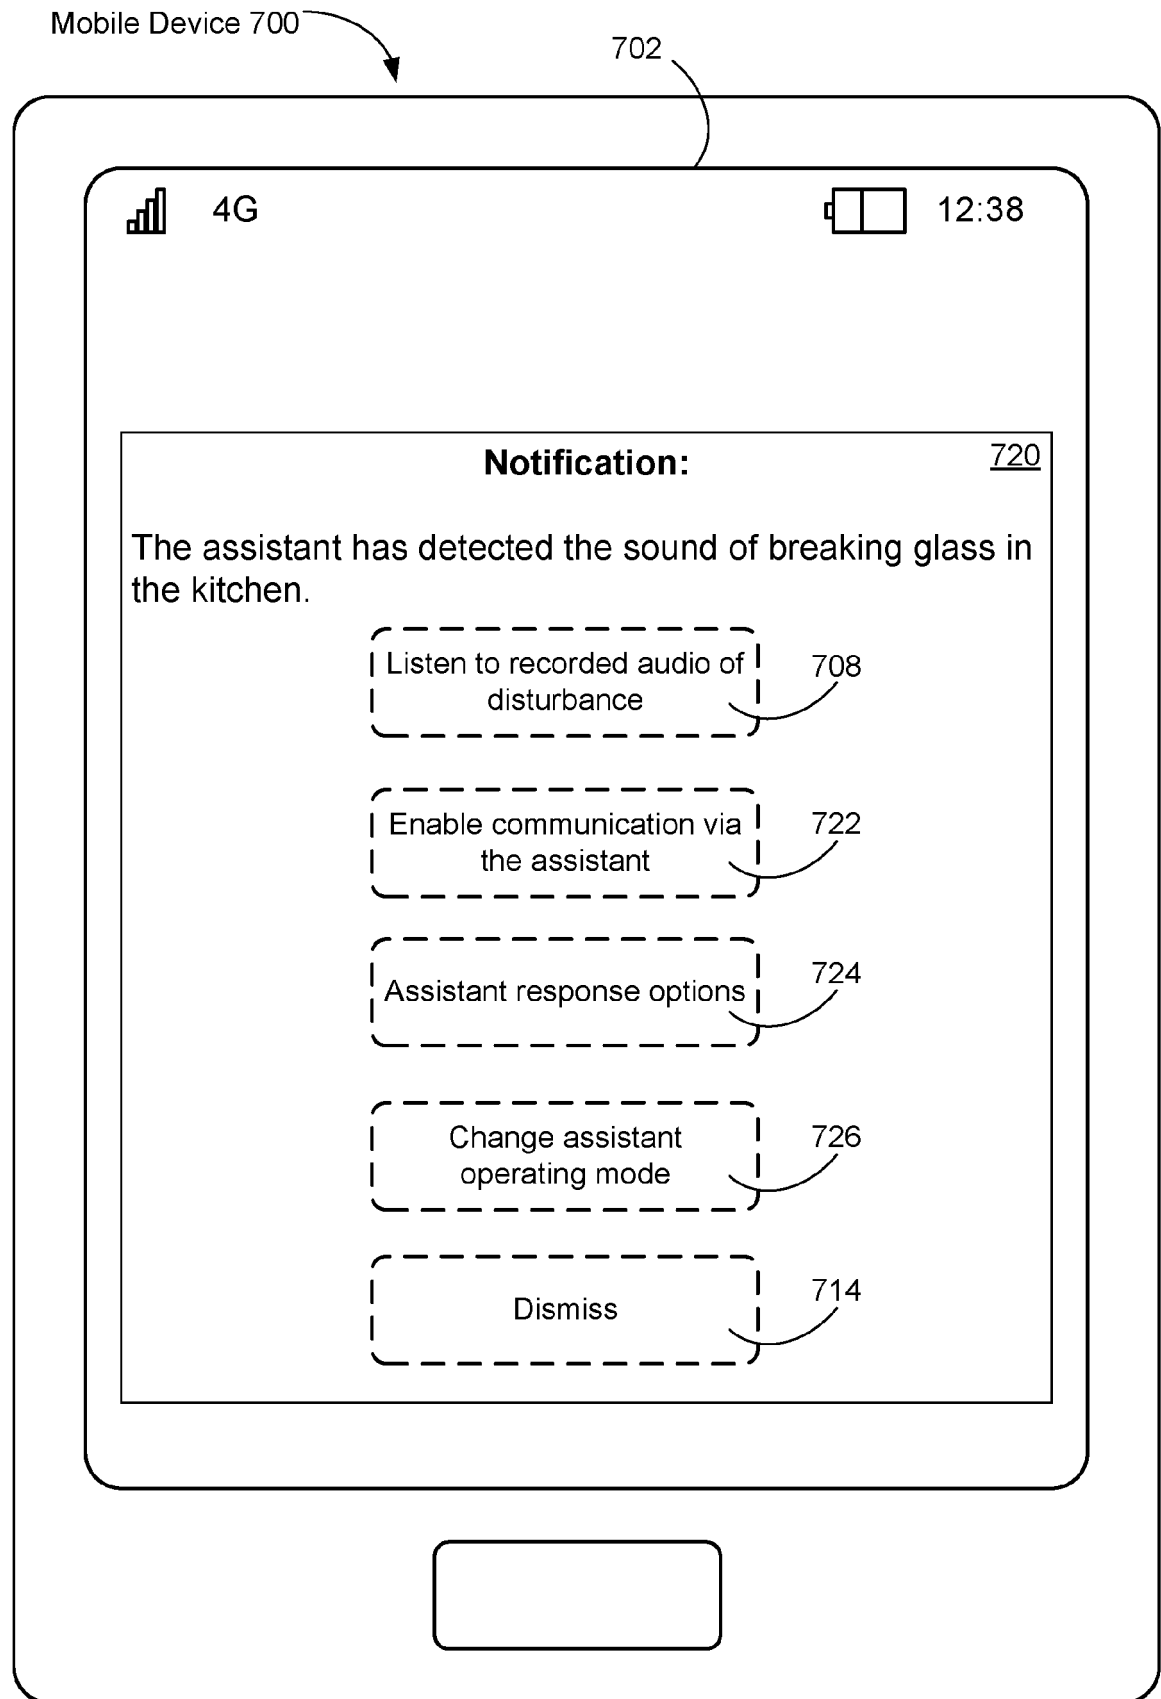 Mobile Device 700
702
4G
12:38
Notification:
720
The assistant has detected the sound of breaking glass in
the kitchen.
Listen to recorded audio of
disturbance
708
Enable communication via
the assistant
722
Assistant response options
724
Change assistant
operating mode
726
Dismiss
714